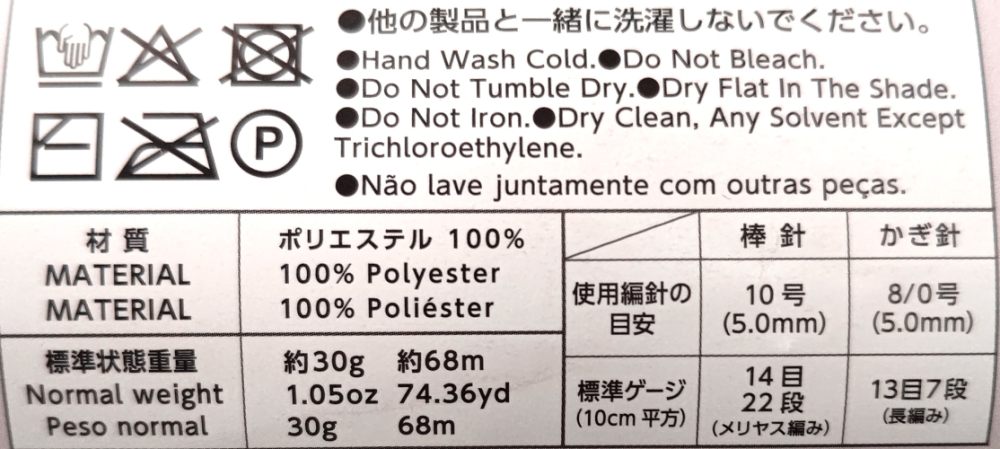 ●他の製品と一緒に洗濯しないでください。
●Hand Wash Cold.●Do Not Bleach.
●Do Not Tumble Dry.●Dry Flat In The Shade.
●Do Not Iron.●Dry Clean, Any Solvent Except
Trichloroethylene.
●Não lave juntamente com outras peças.
P
材質
MATERIAL
MATERIAL
ポリエステル 100%
100% Polyester
100% Poliéster
標準状態重量
Normal weight
Peso normal
約30g 約68m
1.05oz 74.36yd
30g 68m
棒針
かぎ針
使用編針の
目安
10号
(5.0mm)
8/0号
(5.0mm)
標準ゲージ
(10cm 平方)
14目
22段
(メリヤス編み)
13目7段
(長編み)